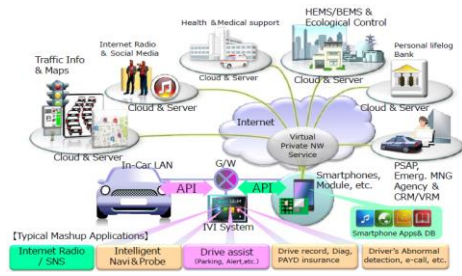 HEMS/BEMS &
Ecological Control
Health &Medical support
Internet Radio
& Social Media
Personal lifelog
Bank
Traffic Info
& Maps
Cloud & Server
Cloud & Server
Cloud & Server
Cloud & Server
Cloud & Server
Internet
Virtual
Private NW
Service
In-Car LAN
G/W
API
API
IVI System
Smartphones,
Module, etc.
PSAP,
Emerg. MNG
Agency &
CRM/VRM
Smartphone Apps& DB
【Typical Mashup Applications】
Internet Radio
/ SNS
Intelligent
Navi & Probe
Drive assist
(Parking, Alert,etc.)
Drive record, Diag,
PAYD insurance
Driver's Abnormal
detection, e-call, etc.